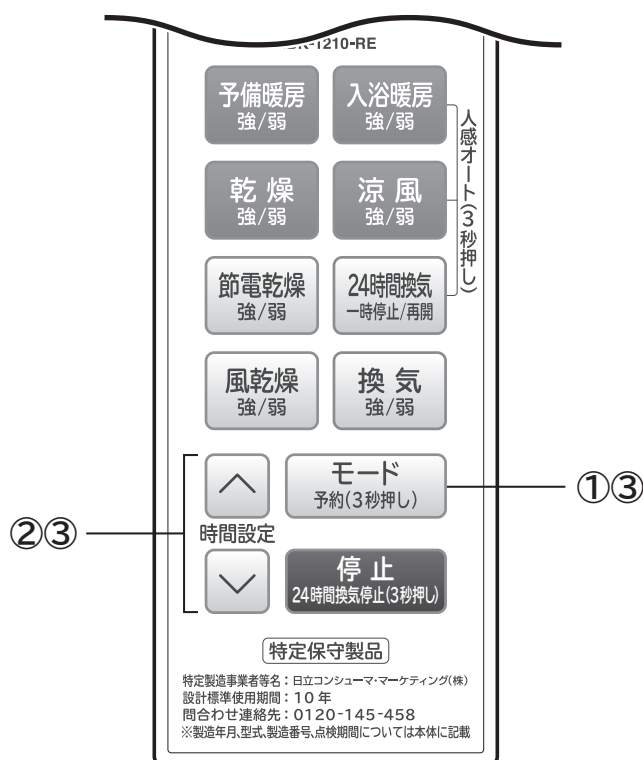 -1210-RE
予備暖房
強/弱
入浴暖房
強/弱
人感オート(3秒押し)
乾 燥
強/弱
涼 風
強/弱
節電乾燥
強/弱
24時間換気
一時停止/再開
風乾燥
強/弱
換 気
強/弱
モード
予約(3秒押し)
①③
②③
時間設定
停 止
24時間換気停止(3秒押し)
特定保守製品
特定製造事業者等名：日立コンシューマ・マーケティング(株)
設計標準使用期間：10年
問合わせ連絡先：0120-145-458
※製造年月、型式、製造番号、点検期間については本体に記載